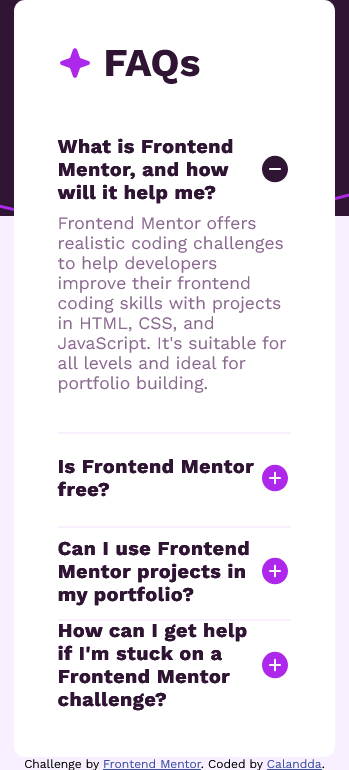 FAQs
What is Frontend
Mentor, and how
will it help me?
Frontend Mentor offers
realistic coding challenges
to help developers
improve their frontend
coding skills with projects
in HTML, CSS, and
JavaScript. It's suitable for
all levels and ideal for
portfolio building.
Is Frontend Mentor
free?
Can I use Frontend
Mentor projects in
my portfolio?
How can I get help
if I'm stuck on a
Frontend Mentor
challenge?
Challenge by Frontend Mentor. Coded by Calandda.